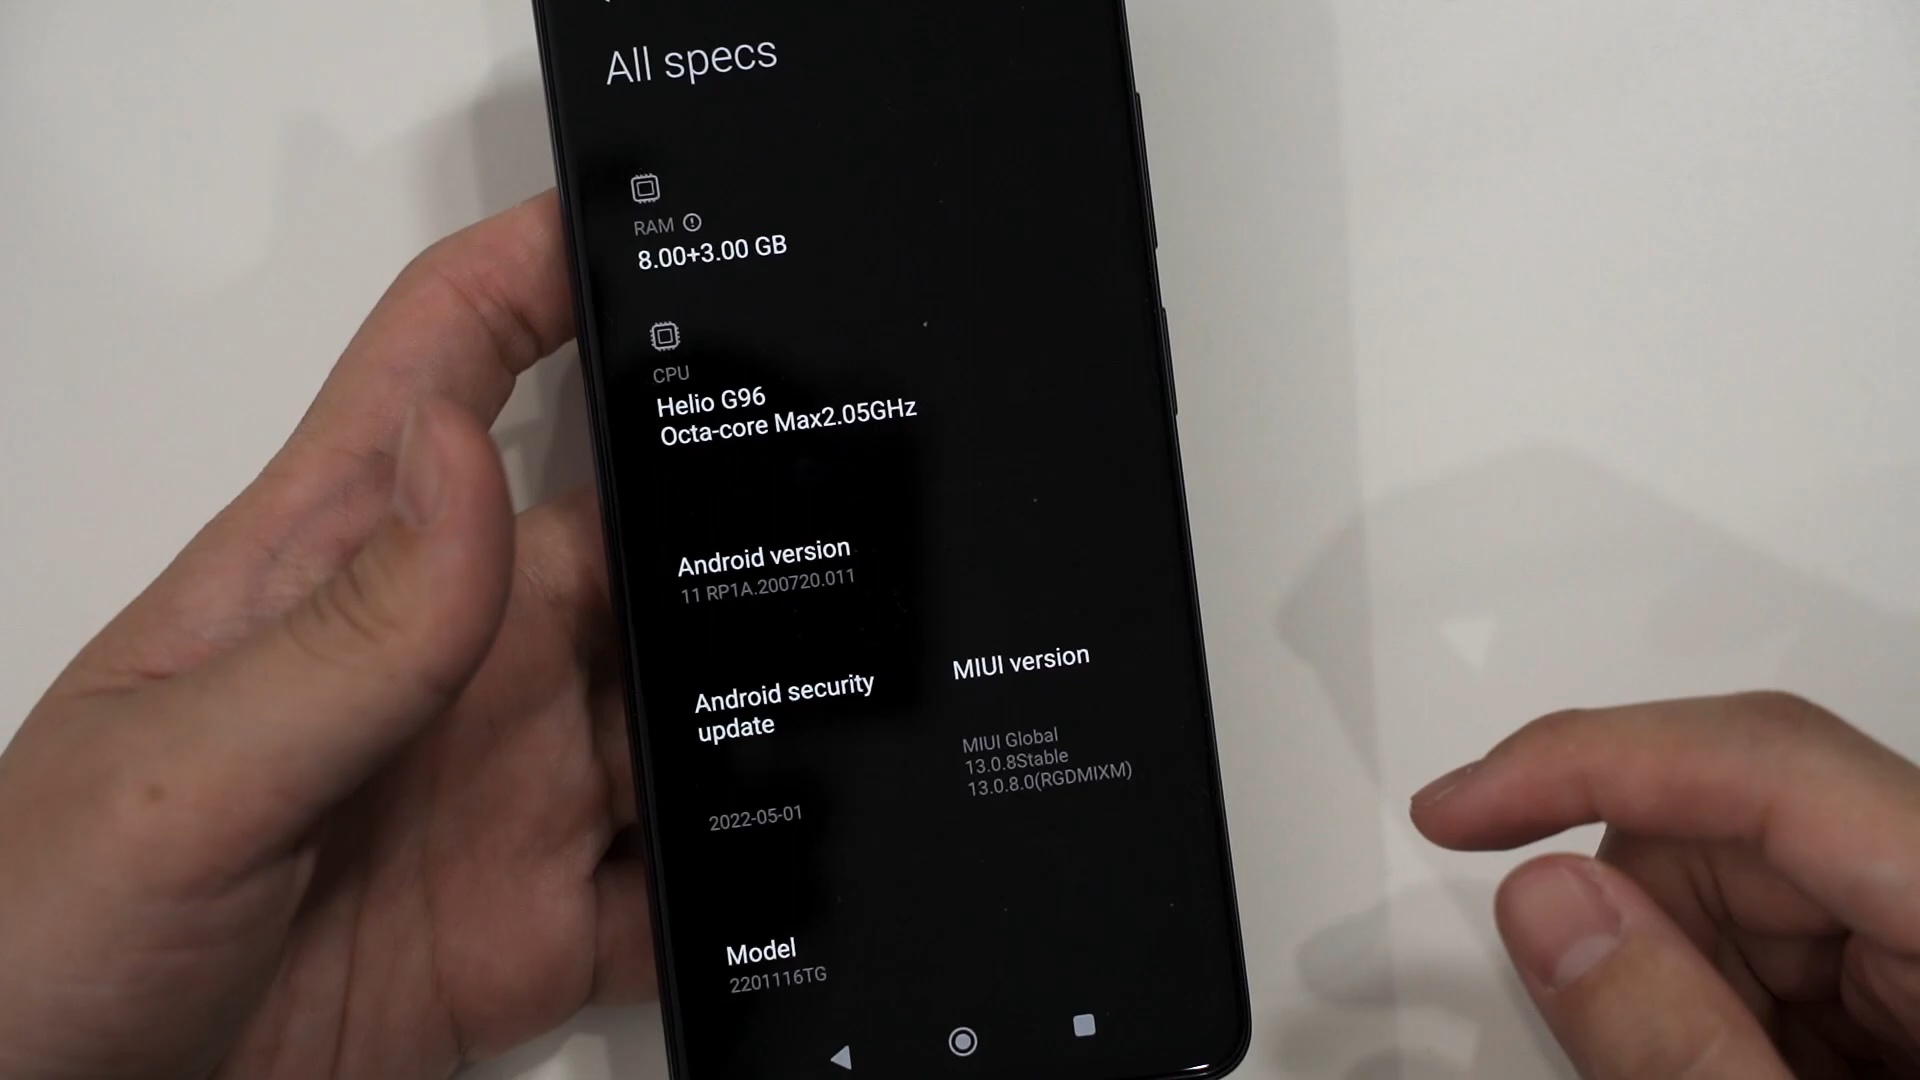 All specs
RAM
8.00+3.00 GB
CPU
Helio G96
Octa-core Max2.05GHz
Android version
11 RP1A.200720.011
Android security
update
2022-05-01
MIUI version
MIUI Global
13.0.8Stable
13.0.8.0(RGDMIXM)
Model
2201116TG